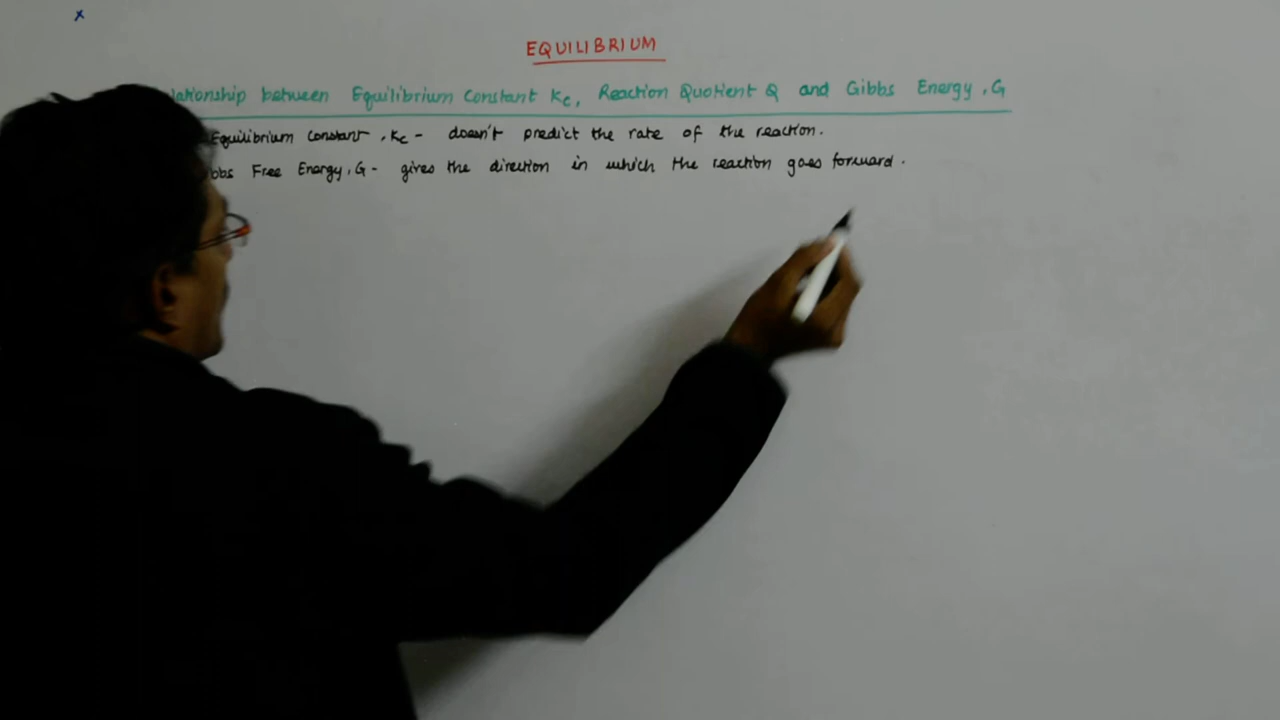 EQUILIBRIUM
lationship between Equilibrium Constant Kc, Reaction Quotient Q and Gibbs Energy, G
Equilibrium constant, Kc - doesn't predict the rate of the reaction.
bbs Free Energy, G - gives the direction in which the reaction goes forward.